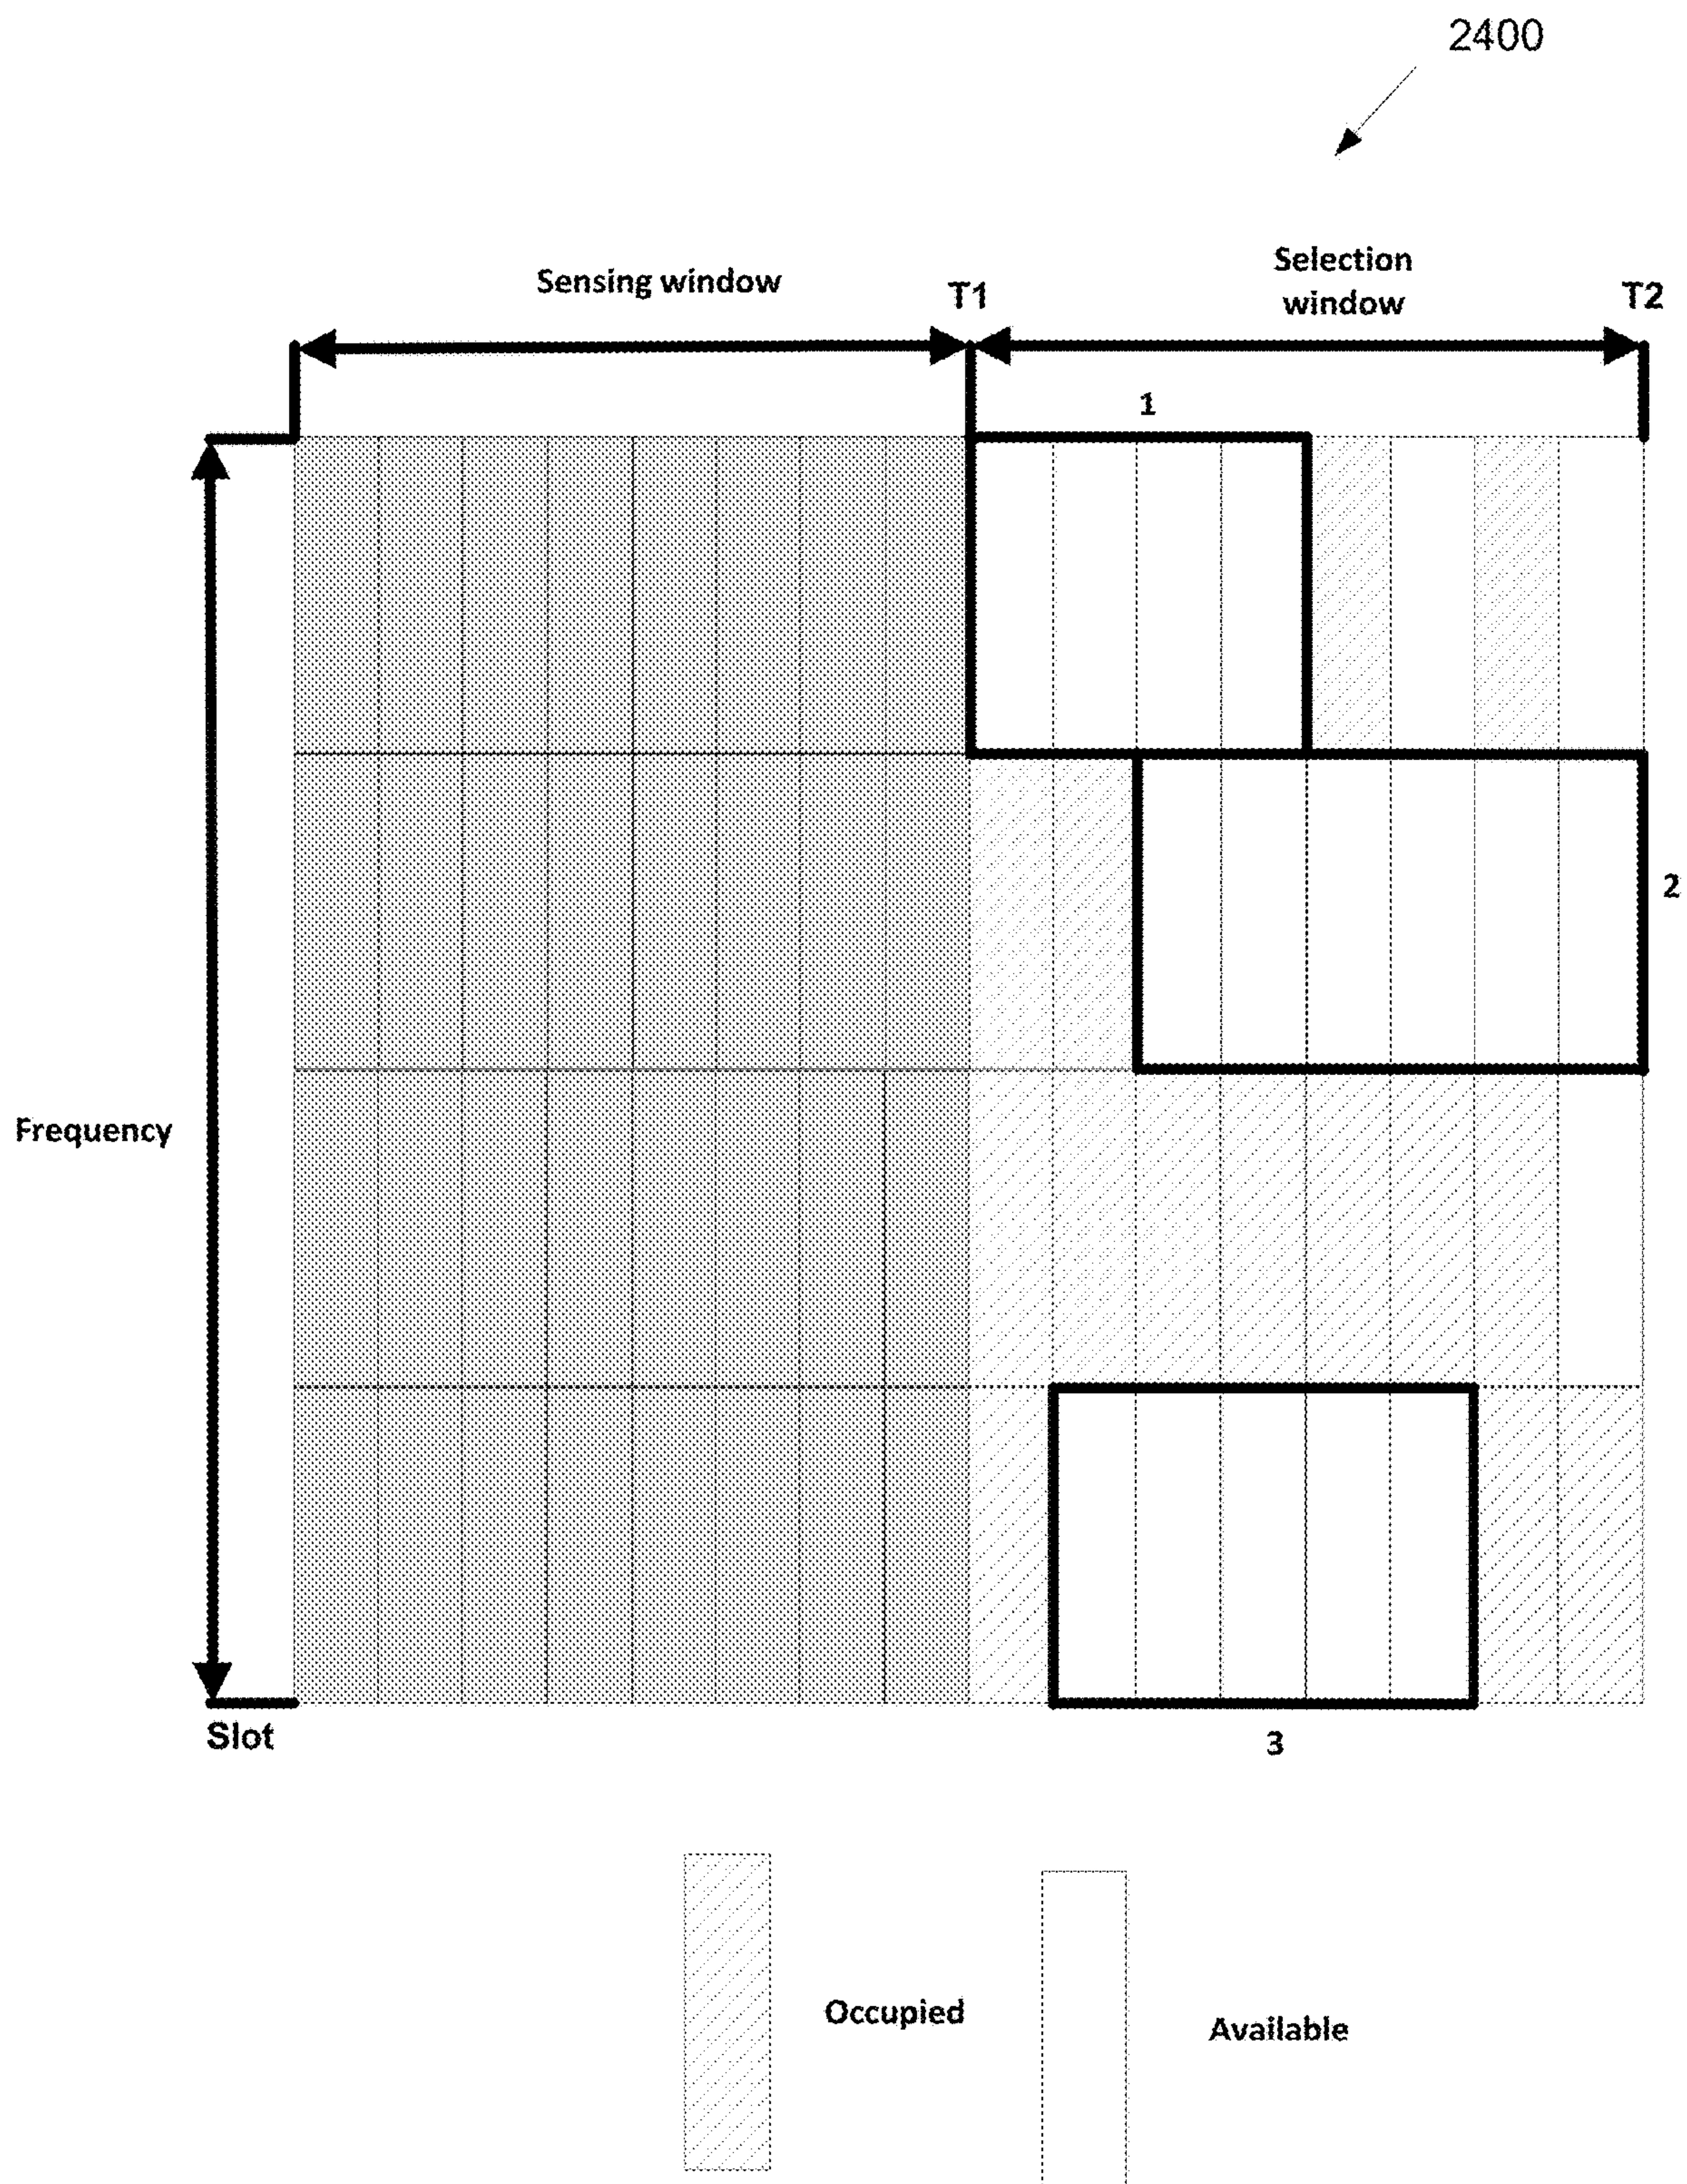 2400
Sensing window
T1
Selection
window
T2
1
2
Frequency
Slot
3
Occupied
Available